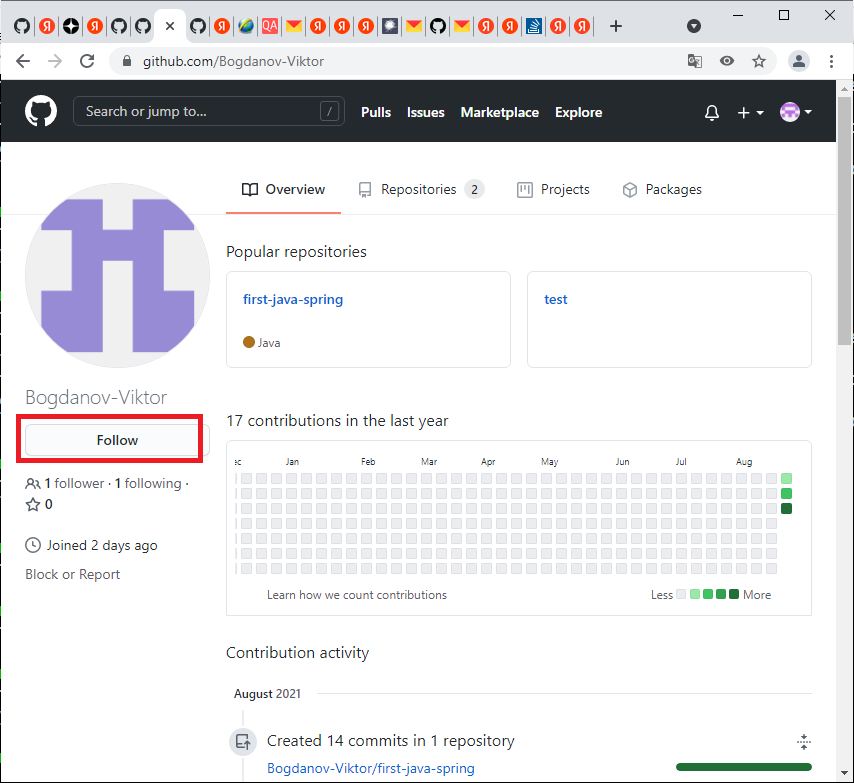 github.com/Bogdanov-Viktor
Search or jump to... /
Pulls Issues Marketplace Explore
Overview Repositories 2 Projects Packages
Popular repositories
first-java-spring
Java
test
Bogdanov-Viktor
Follow
1 follower · 1 following ·
0
Joined 2 days ago
Block or Report
17 contributions in the last year
ec Jan Feb Mar Apr May Jun Jul Aug
Learn how we count contributions
Less More
Contribution activity
August 2021
Created 14 commits in 1 repository
Bogdanov-Viktor/first-java-spring